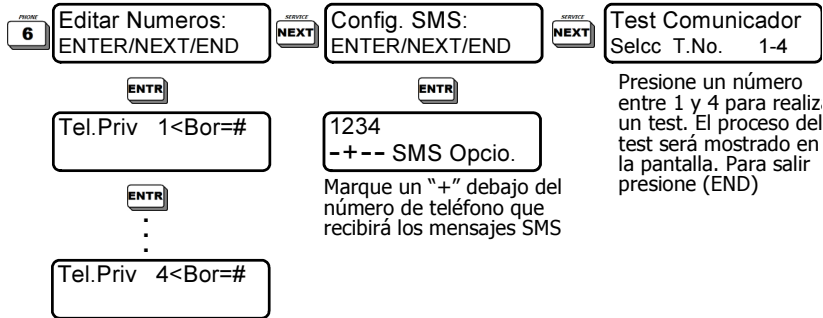 PHONE
6
Editar Numeros:
ENTER/NEXT/END
SERVICE
NEXT
Config. SMS:
ENTER/NEXT/END
SERVICE
NEXT
Test Comunicador
Selcc T.No. 1-4
ENTR
ENTR
Presione un número
entre 1 y 4 para realiza
un test. El proceso del
test será mostrado en
la pantalla. Para salir
presione (END)
Tel.Priv 1<Bor=#
1234
-+-- SMS Opcio.
Marque un "+" debajo del
número de teléfono que
recibirá los mensajes SMS
ENTR
.
.
.
Tel.Priv 4<Bor=#